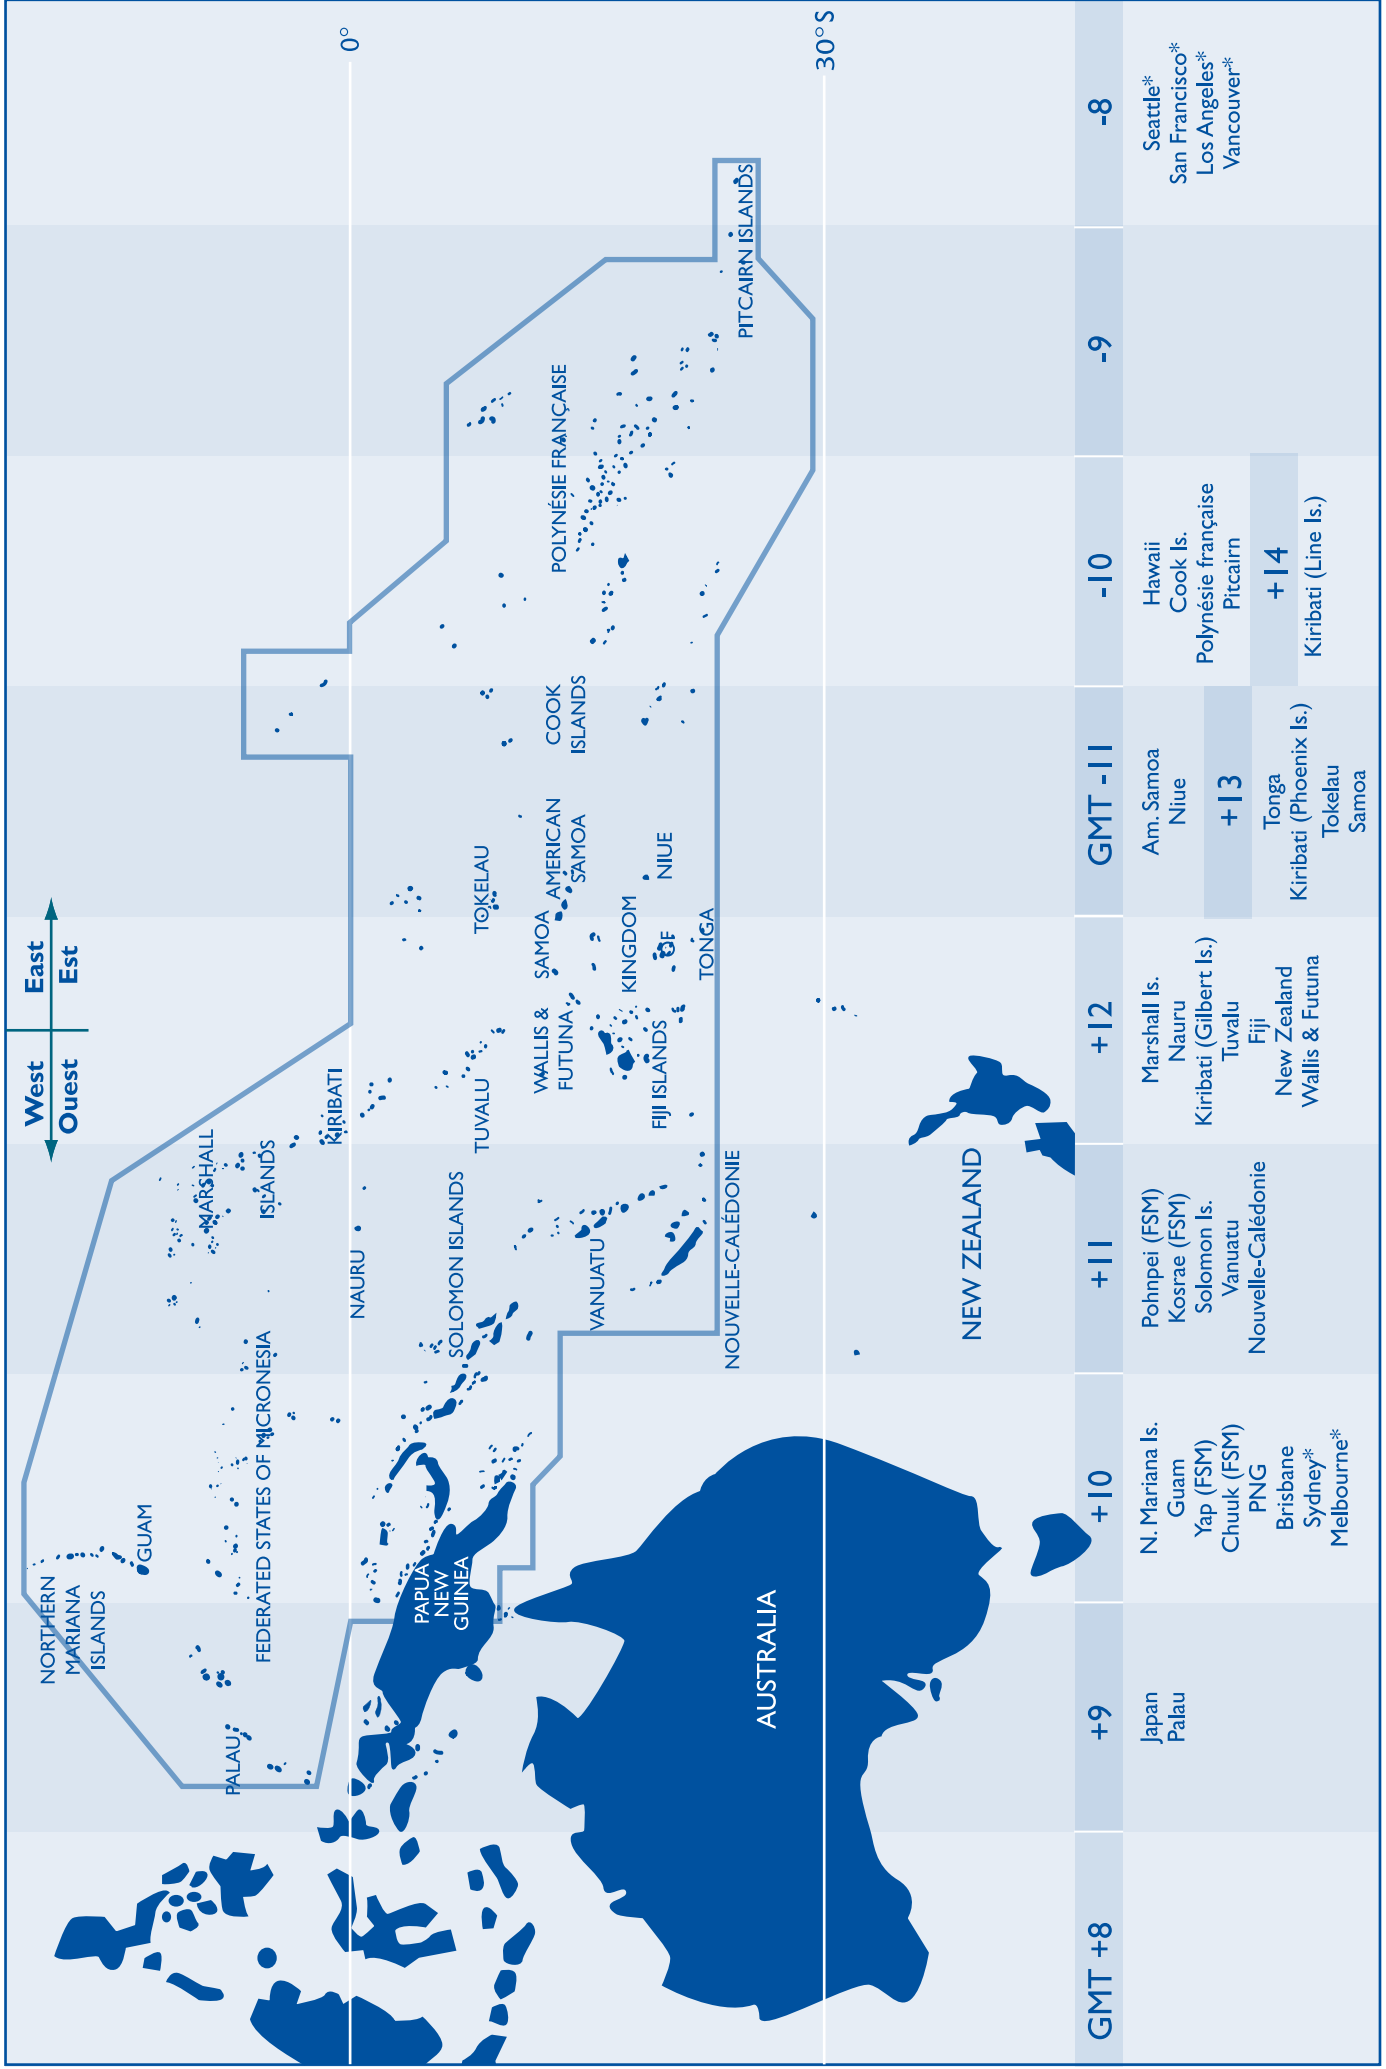 West
East
Ouest
Est
0°
30° S
NORTHERN
MARIANA
ISLANDS
GUAM
PALAU
FEDERATED STATES OF MICRONESIA
MARSHALL
ISLANDS
NAURU
KIRIBATI
PAPUA
NEW
GUINEA
SOLOMON ISLANDS
TUVALU
TOKELAU
VANUATU
WALLIS &
FUTUNA
SAMOA
AMERICAN
SAMOA
COOK
ISLANDS
POLYNÉSIE FRANÇAISE
FIJI ISLANDS
KINGDOM
OF
TONGA
NIUE
NOUVELLE-CALÉDONIE
PITCAIRN ISLANDS
AUSTRALIA
NEW ZEALAND
GMT +8
+9
Japan
Palau
+10
N. Mariana Is.
Guam
Yap (FSM)
Chuuk (FSM)
PNG
Brisbane
Sydney*
Melbourne*
+11
Pohnpei (FSM)
Kosrae (FSM)
Solomon Is.
Vanuatu
Nouvelle-Calédonie
+12
Marshall Is.
Nauru
Kiribati (Gilbert Is.)
Tuvalu
Fiji
New Zealand
Wallis & Futuna
GMT -11
Am. Samoa
Niue
+13
Tonga
Kiribati (Phoenix Is.)
Tokelau
Samoa
-10
Hawaii
Cook Is.
Polynésie française
Pitcairn
+14
Kiribati (Line Is.)
-9
-8
Seattle*
San Francisco*
Los Angeles*
Vancouver*